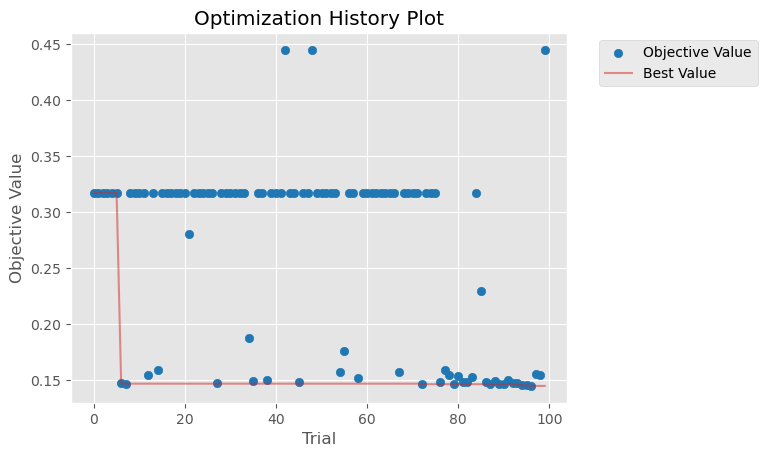 Optimization History Plot
Objective Value
Best Value
0.45
0.40
0.35
0.30
0.25
0.20
0.15
Objective Value
0
20
40
60
80
100
Trial